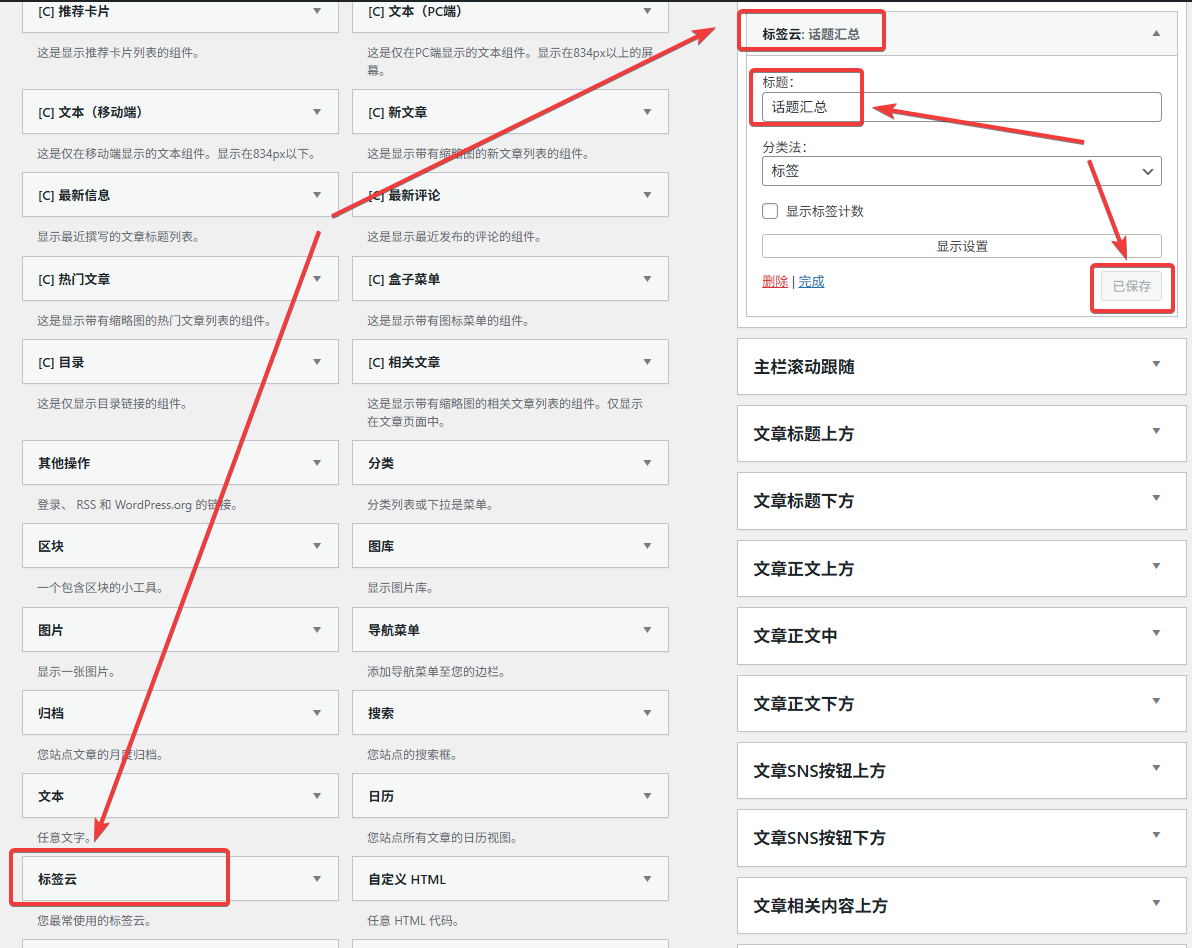 [C] 推荐卡片
这是显示推荐卡片列表的组件。
[C] 文本（移动端）
这是仅在移动端显示的文本组件。显示在834px以下。
[C] 最新信息
显示最近撰写的文章标题列表。
[C] 热门文章
这是显示带有缩略图的热门文章列表的组件。
[C] 目录
这是仅显示目录链接的组件。
其他操作
登录、 RSS 和 WordPress.org 的链接。
区块
一个包含区块的小工具。
图片
显示一张图片。
归档
您站点文章的月度归档。
文本
任意文字。
标签云
您最常使用的标签云。
[C] 文本（PC端）
这是仅在PC端显示的文本组件。显示在834px以上的屏
幕。
[C] 新文章
这是显示带有缩略图的新文章列表的组件。
[C] 最新评论
这是显示最近发布的评论的组件。
[C] 盒子菜单
这是显示带有图标菜单的组件。
[C] 相关文章
这是显示带有缩略图的相关文章列表的组件。仅显示
在文章页面中。
分类
分类列表或下拉是菜单。
图库
显示图片库。
导航菜单
添加导航菜单至您的边栏。
搜索
您站点的搜索框。
日历
您站点所有文章的日历视图。
自定义 HTML
任意 HTML 代码。
标签云: 话题汇总
标题：
话题汇总
分类法：
标签
显示标签计数
显示设置
删除 | 完成
已保存
主栏滚动跟随
文章标题上方
文章标题下方
文章正文上方
文章正文中
文章正文下方
文章SNS按钮上方
文章SNS按钮下方
文章相关内容上方